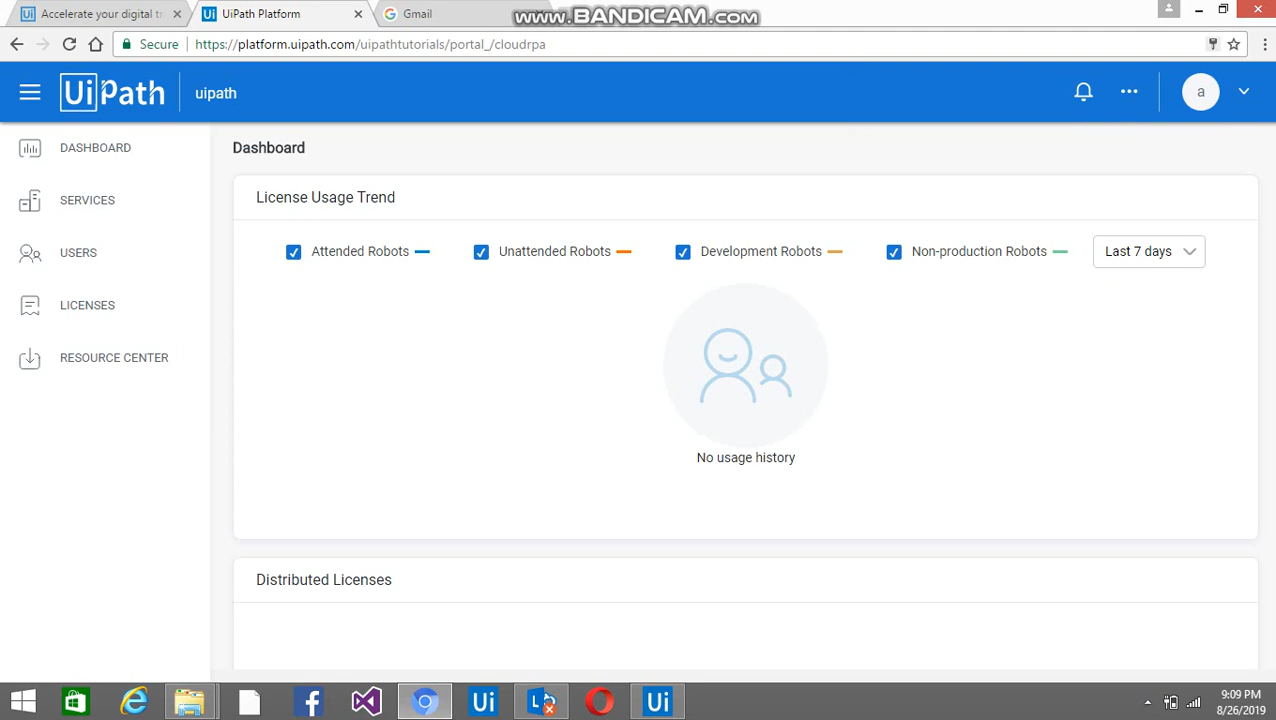 Accelerate your digital tr
UiPath Platform
Gmail
www.BANDICAM.com
Secure
https://platform.uipath.com/uipathtutorials/portal_/cloudrpa
UiPath
uipath
a
DASHBOARD
SERVICES
USERS
LICENSES
RESOURCE CENTER
Dashboard
License Usage Trend
Attended Robots
Unattended Robots
Development Robots
Non-production Robots
Last 7 days
No usage history
Distributed Licenses
9:09 PM
8/26/2019